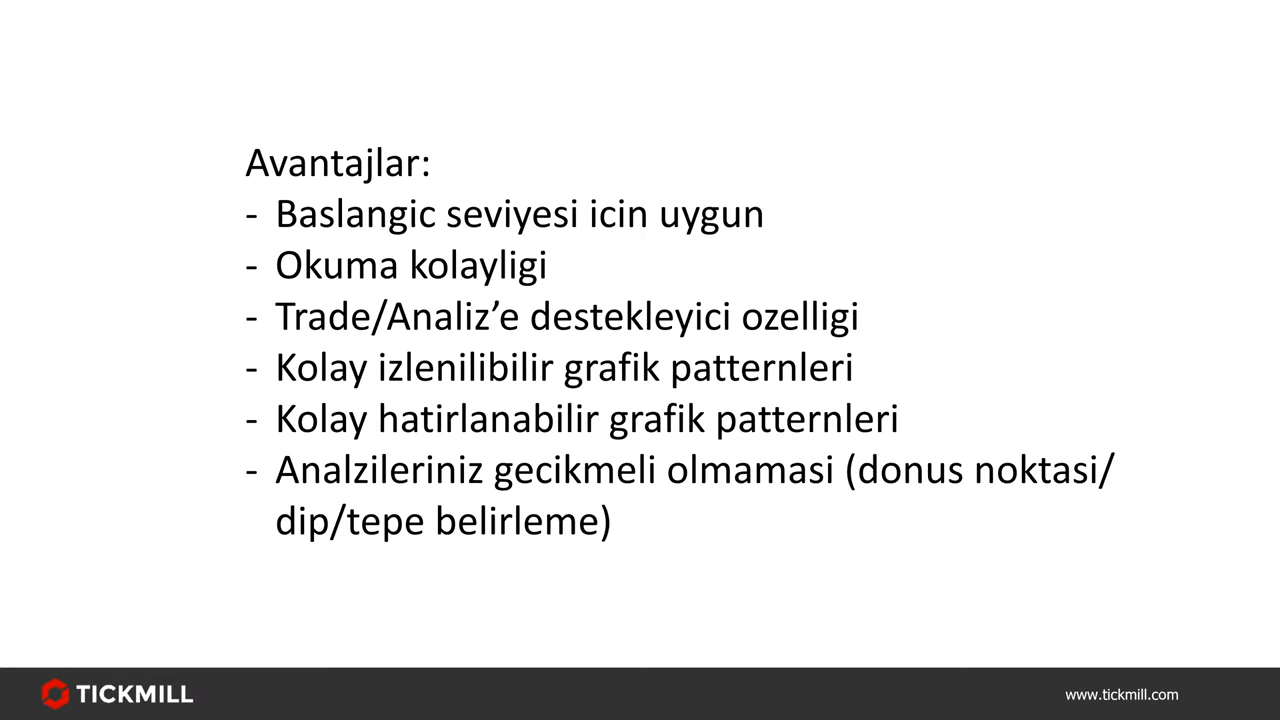 Avantajlar:
- Baslangic seviyesi icin uygun
- Okuma kolayligi
- Trade/Analiz’e destekleyici ozelligi
- Kolay izlenilibilir grafik patternleri
- Kolay hatirlanabilir grafik patternleri
- Analzileriniz gecikmeli olmamasi (donus noktasi/
dip/tepe belirleme)
TICKMILL
www.tickmill.com